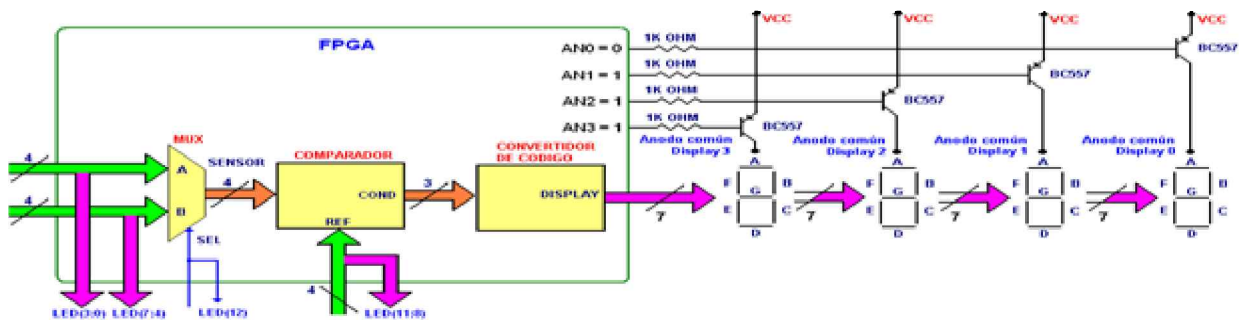 FPGA
AN0 = 0
AN1 = 1
AN2 = 1
AN3 = 1
1K OHM
1K OHM
1K OHM
1K OHM
VCC
VCC
VCC
VCC
BC557
BC557
BC557
BC557
Anodo común
Display 3
Anodo común
Display 2
Anodo común
Display 1
Anodo común
Display 0
MUX
A
B
SEL
SENSOR
4
4
4
COMPARADOR
COND
REF
3
CONVERTIDOR
DE CODIGO
DISPLAY
7
7
7
7
A
F
B
G
E
C
D
A
F
B
G
E
C
D
A
F
B
G
E
C
D
A
F
B
G
E
C
D
4
LED(3:0)
LED(7:4)
LED(12)
LED(11:8)